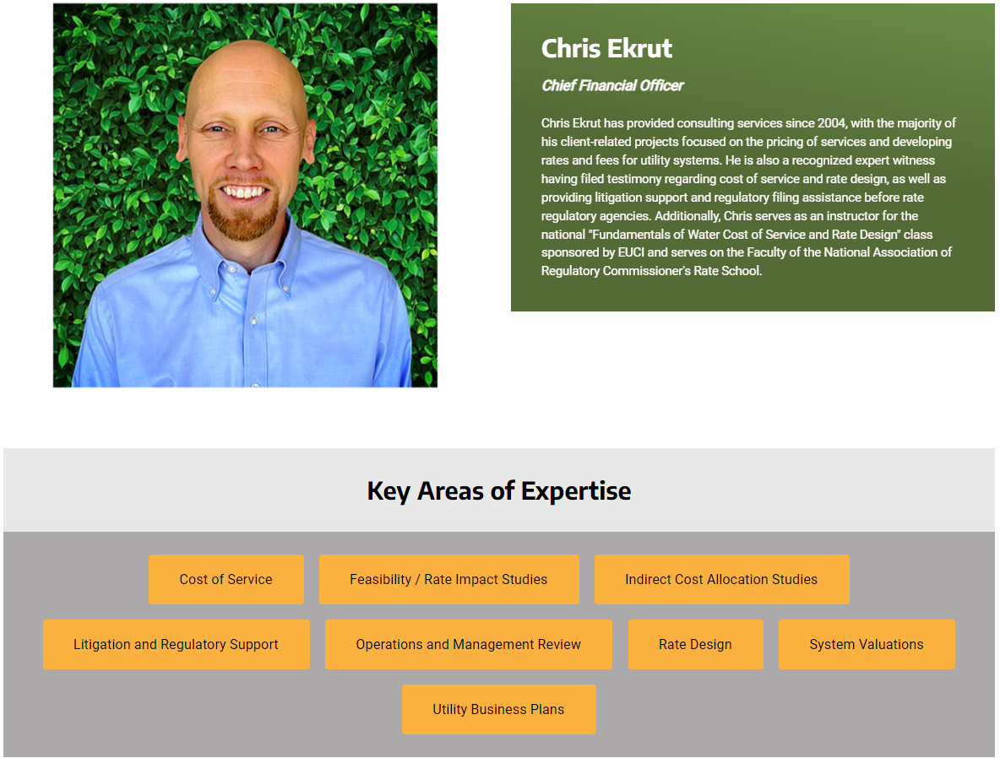 Chris Ekrut
Chief Financial Officer
Chris Ekrut has provided consulting services since 2004, with the majority of
his client-related projects focused on the pricing of services and developing
rates and fees for utility systems. He is also a recognized expert witness
having filed testimony regarding cost of service and rate design, as well as
providing litigation support and regulatory filing assistance before rate
regulatory agencies. Additionally, Chris serves as an instructor for the
national "Fundamentals of Water Cost of Service and Rate Design" class
sponsored by EUCI and serves on the Faculty of the National Association of
Regulatory Commissioner's Rate School.
Key Areas of Expertise
Cost of Service
Feasibility / Rate Impact Studies
Indirect Cost Allocation Studies
Litigation and Regulatory Support
Operations and Management Review
Rate Design
System Valuations
Utility Business Plans